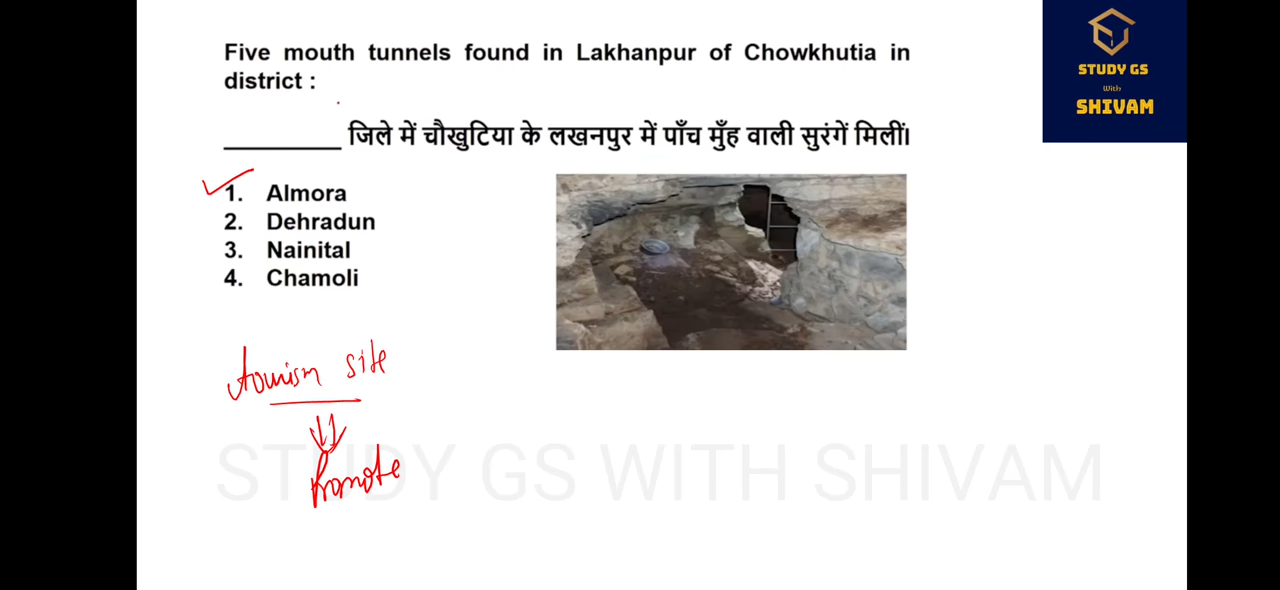 Five mouth tunnels found in Lakhanpur of Chowkhutia in
district :
__________ जिले में चौखुटिया के लखनपुर में पाँच मुँह वाली सुरंगें मिलीं।
1. Almora
2. Dehradun
3. Nainital
4. Chamoli
tourism site
Promote
STUDY GS
With
SHIVAM
STUDY GS WITH SHIVAM